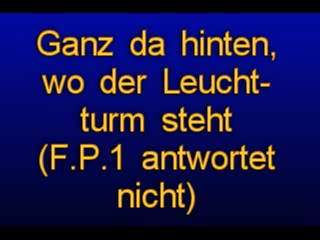 Ganz da hinten,
wo der Leucht-
turm steht
(F.P.1 antwortet
nicht)